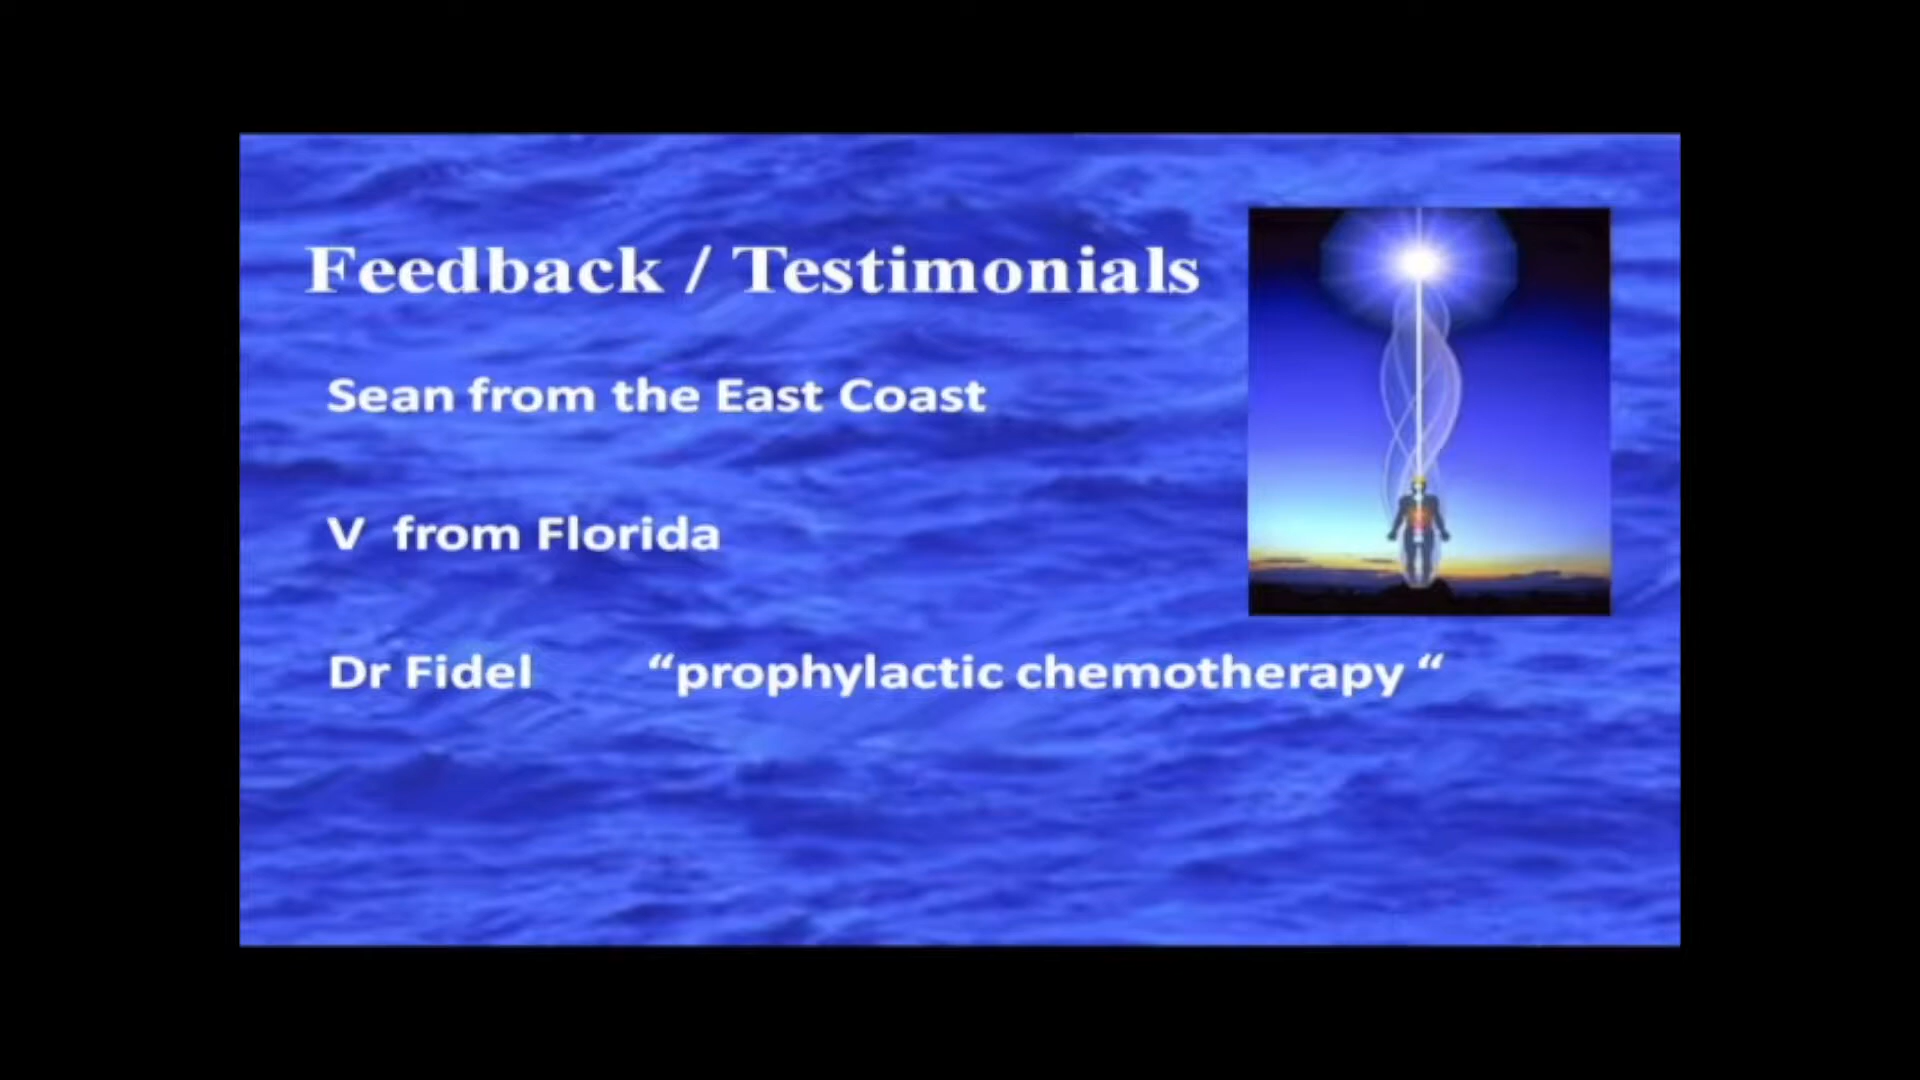 Feedback / Testimonials
Sean from the East Coast
V from Florida
Dr Fidel “prophylactic chemotherapy “